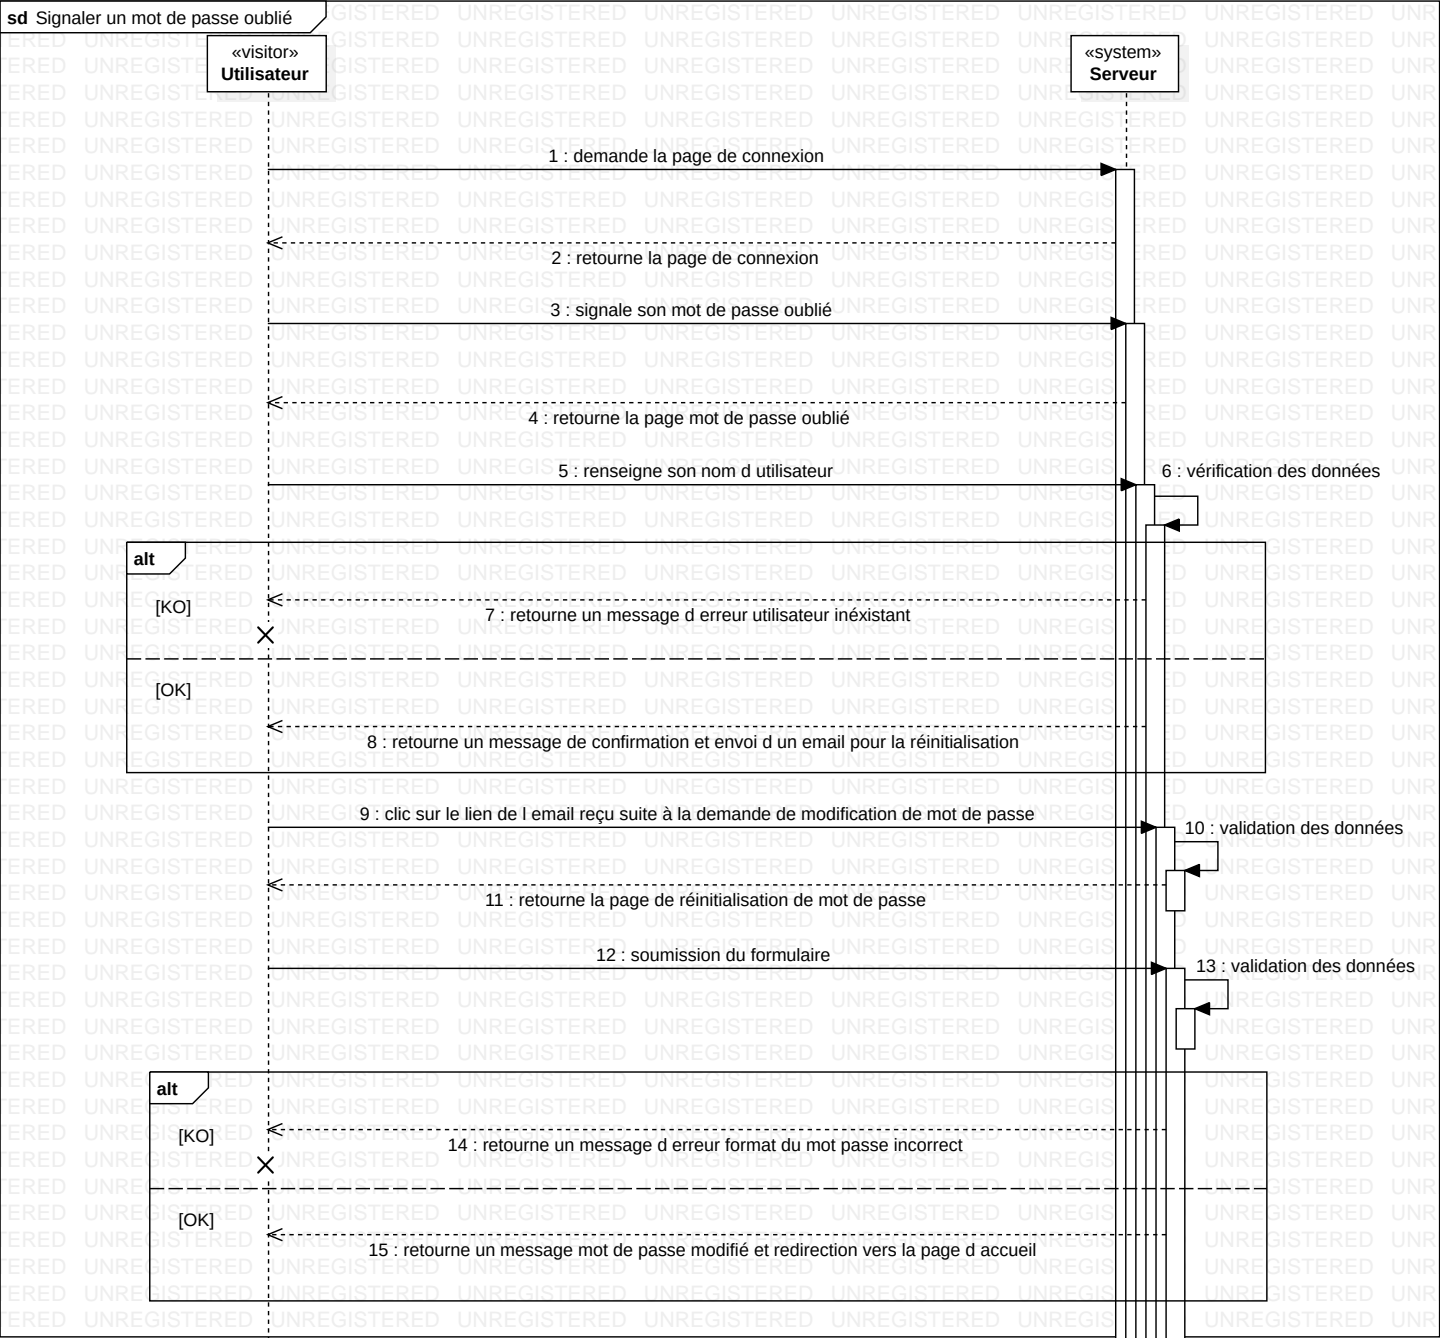 sd Signaler un mot de passe oublié
«visitor»
Utilisateur
«system»
Serveur
1 : demande la page de connexion
2 : retourne la page de connexion
3 : signale son mot de passe oublié
4 : retourne la page mot de passe oublié
5 : renseigne son nom d utilisateur
6 : vérification des données
alt
[KO]
7 : retourne un message d erreur utilisateur inéxistant
[OK]
8 : retourne un message de confirmation et envoi d un email pour la réinitialisation
9 : clic sur le lien de l email reçu suite à la demande de modification de mot de passe
10 : validation des données
11 : retourne la page de réinitialisation de mot de passe
12 : soumission du formulaire
13 : validation des données
alt
[KO]
14 : retourne un message d erreur format du mot passe incorrect
[OK]
15 : retourne un message mot de passe modifié et redirection vers la page d accueil
UNREGISTERED